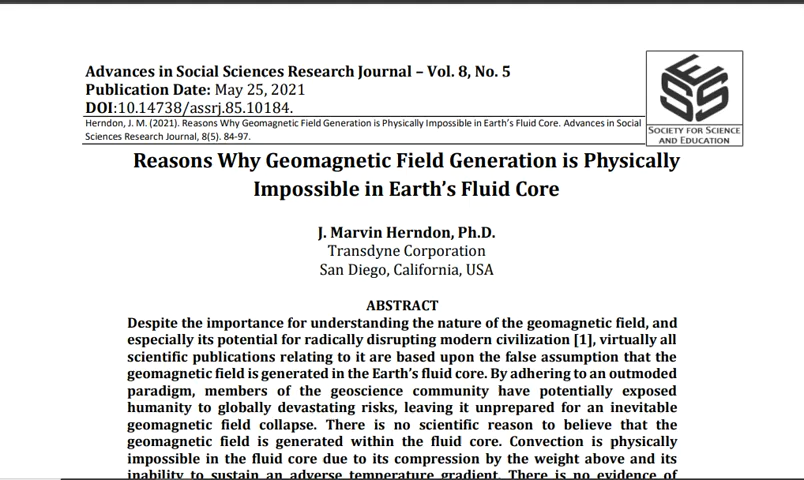 Advances in Social Sciences Research Journal – Vol. 8, No. 5
Publication Date: May 25, 2021
DOI:10.14738/assrj.85.10184.
Herndon, J. M. (2021). Reasons Why Geomagnetic Field Generation is Physically Impossible in Earth's Fluid Core. Advances in Social
Sciences Research Journal, 8(5). 84-97.
SSES
SOCIETY FOR SCIENCE
AND EDUCATION
Reasons Why Geomagnetic Field Generation is Physically
Impossible in Earth's Fluid Core
J. Marvin Herndon, Ph.D.
Transdyne Corporation
San Diego, California, USA
ABSTRACT
Despite the importance for understanding the nature of the geomagnetic field, and
especially its potential for radically disrupting modern civilization [1], virtually all
scientific publications relating to it are based upon the false assumption that the
geomagnetic field is generated in the Earth's fluid core. By adhering to an outmoded
paradigm, members of the geoscience community have potentially exposed
humanity to globally devastating risks, leaving it unprepared for an inevitable
geomagnetic field collapse. There is no scientific reason to believe that the
geomagnetic field is generated within the fluid core. Convection is physically
impossible in the fluid core due to its compression by the weight above and its
inability to sustain an adverse temperature gradient. There is no evidence of